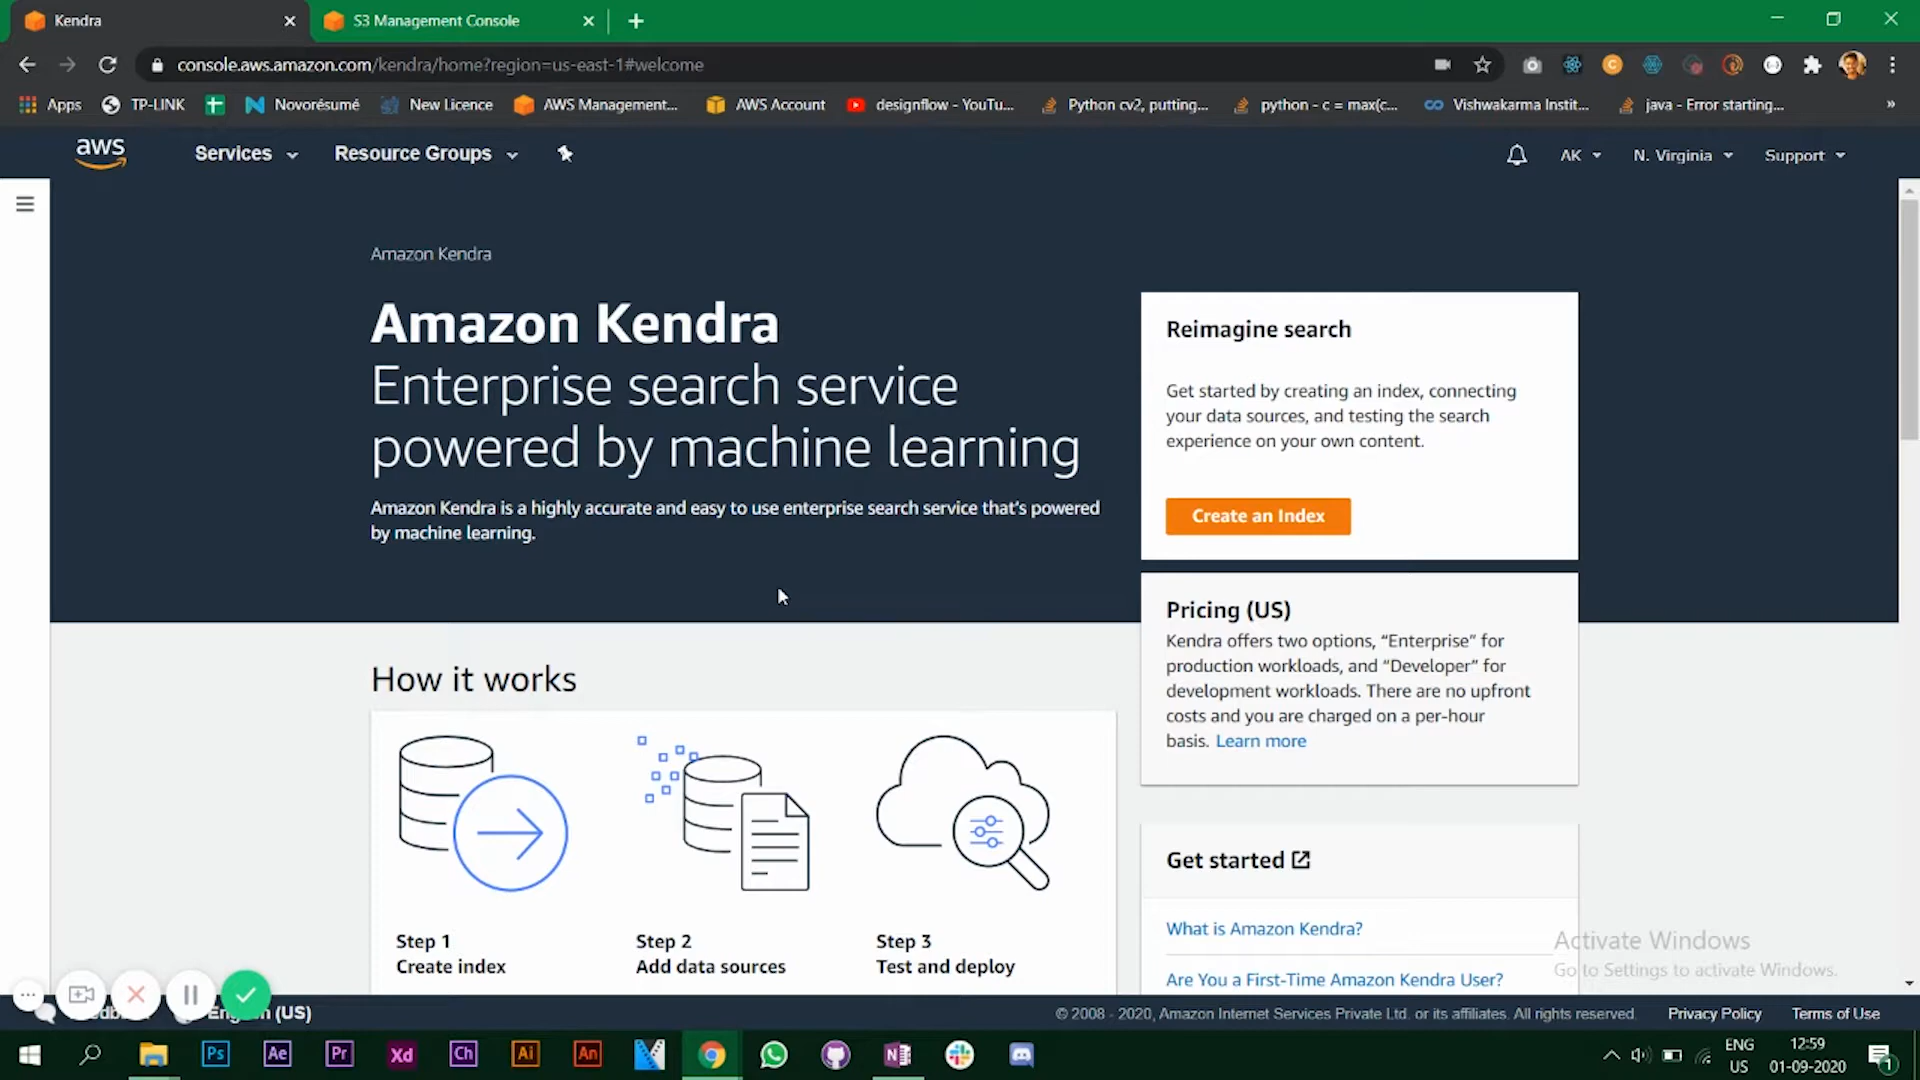 Kendra
S3 Management Console
console.aws.amazon.com/kendra/home?region=us-east-1#welcome
Apps
TP-LINK
Novorésumé
New Licence
AWS Management...
AWS Account
designflow - YouTu...
Python cv2, putting...
python - c = max(c...
Vishwakarma Instit...
java - Error starting...
»
aws
Services
Resource Groups
AK
N. Virginia
Support
Amazon Kendra
Amazon Kendra
Enterprise search service
powered by machine learning
Amazon Kendra is a highly accurate and easy to use enterprise search service that's powered
by machine learning.
Reimagine search
Get started by creating an index, connecting
your data sources, and testing the search
experience on your own content.
Create an Index
Pricing (US)
Kendra offers two options, “Enterprise” for
production workloads, and “Developer” for
development workloads. There are no upfront
costs and you are charged on a per-hour
basis. Learn more
How it works
Step 1
Create index
Step 2
Add data sources
Step 3
Test and deploy
Get started
What is Amazon Kendra?
Are You a First-Time Amazon Kendra User?
Activate Windows
Go to Settings to activate Windows.
(US)
© 2008 - 2020, Amazon Internet Services Private Ltd. or its affiliates. All rights reserved.
Privacy Policy
Terms of Use
Ps
Ae
Pr
Xd
Ch
Ai
An
N
ENG
US
12:59
01-09-2020
1